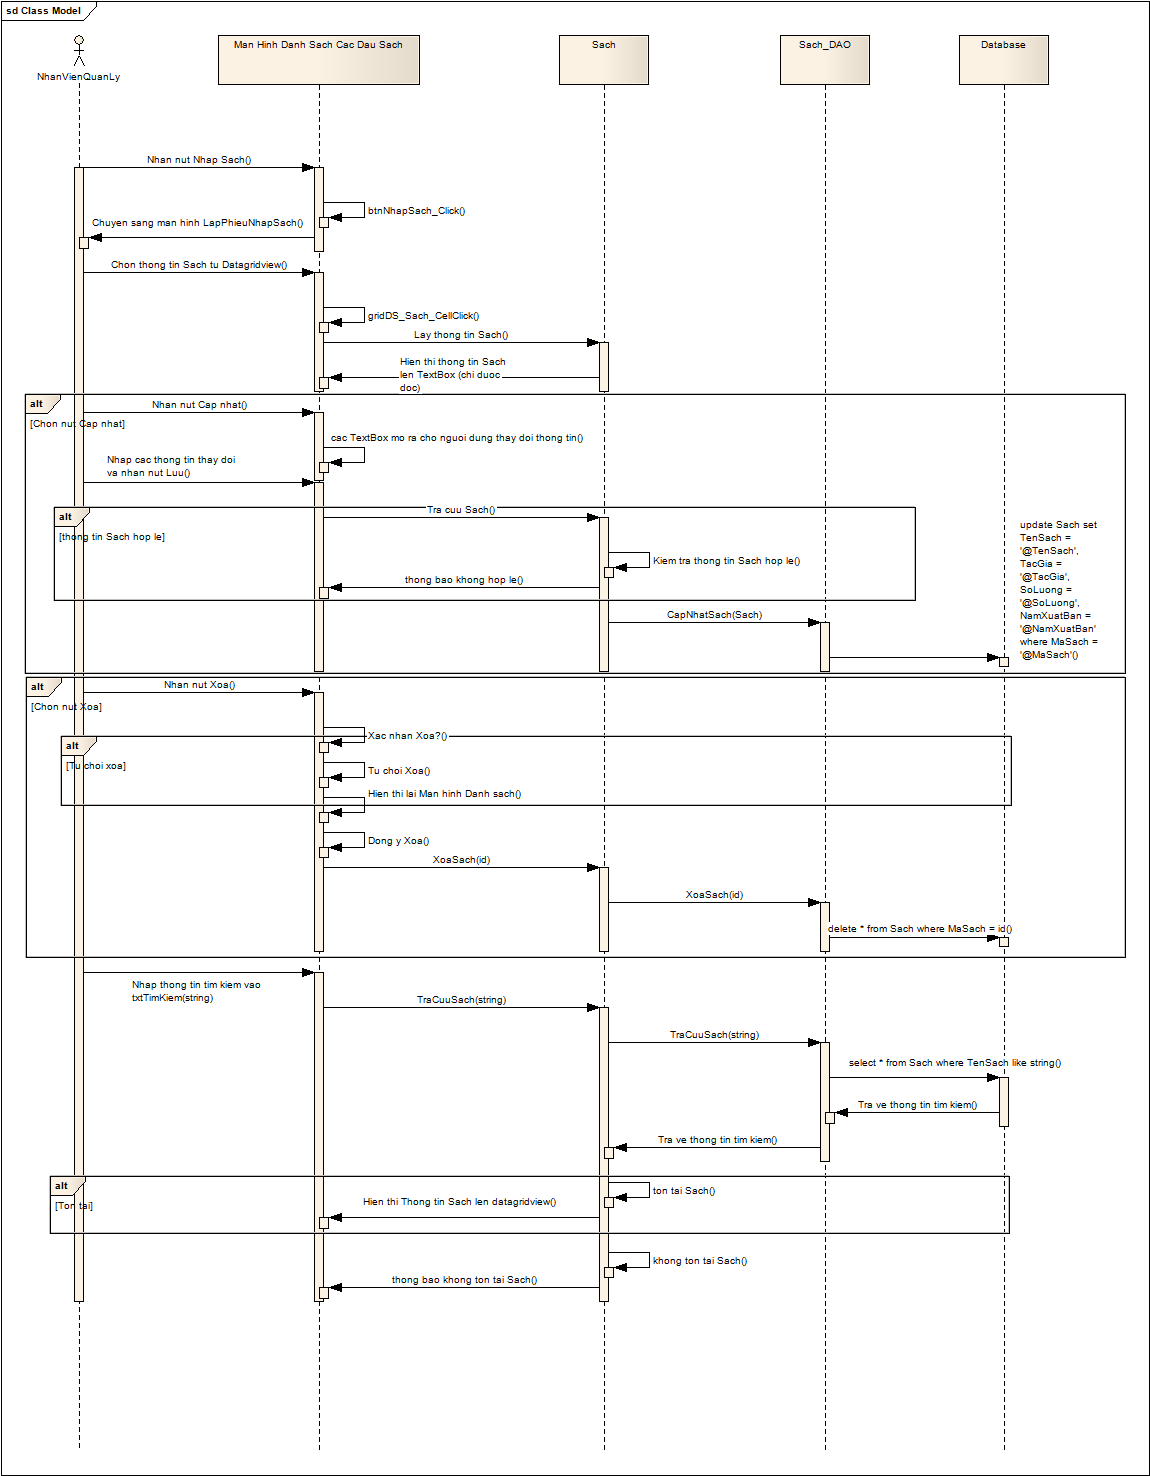 sd Class Model
NhanVienQuanLy
Man Hinh Danh Sach Cac Dau Sach
Sach
Sach_DAO
Database
Nhan nut Nhap Sach()
btnNhapSach_Click()
Chuyen sang man hinh LapPhieuNhapSach()
Chon thong tin Sach tu Datagridview()
gridDS_Sach_CellClick()
Lay thong tin Sach()
Hien thi thong tin Sach
len TextBox (chi duoc
doc)
alt
[Chon nut Cap nhat]
Nhan nut Cap nhat()
cac TextBox mo ra cho nguoi dung thay doi thong tin()
Nhap cac thong tin thay doi
va nhan nut Luu()
alt
[thong tin Sach hop le]
Tra cuu Sach()
Kiem tra thong tin Sach hop le()
thong bao khong hop le()
CapNhatSach(Sach)
update Sach set
TenSach =
'@TenSach',
TacGia =
'@TacGia',
SoLuong =
'@SoLuong',
NamXuatBan =
'@NamXuatBan'
where MaSach =
'@MaSach'()
alt
[Chon nut Xoa]
Nhan nut Xoa()
Xac nhan Xoa?()
alt
[Tu choi xoa]
Tu choi Xoa()
Hien thi lai Man hinh Danh sach()
Dong y Xoa()
XoaSach(id)
XoaSach(id)
delete * from Sach where MaSach = id()
Nhap thong tin tim kiem vao
txtTimKiem(string)
TraCuuSach(string)
TraCuuSach(string)
select * from Sach where TenSach like string()
Tra ve thong tin tim kiem()
Tra ve thong tin tim kiem()
alt
[Ton tai]
ton tai Sach()
Hien thi Thong tin Sach len datagridview()
khong ton tai Sach()
thong bao khong ton tai Sach()